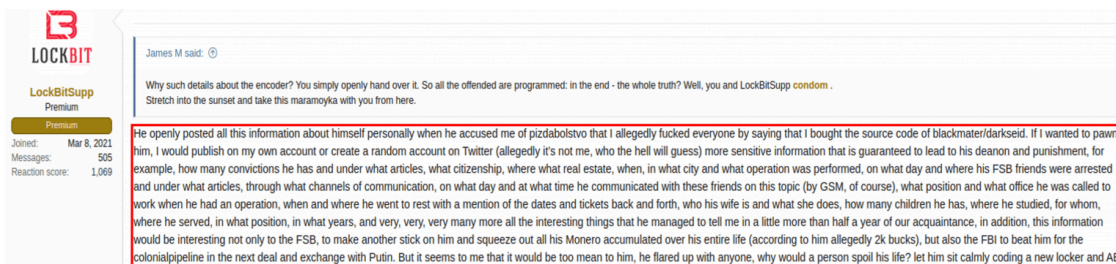 LOCKBIT
LockBitSupp
Premium
Premium
Joined: Mar 8, 2021
Messages: 505
Reaction score: 1,069
James M said:
Why such details about the encoder? You simply openly hand over it. So all the offended are programmed: in the end - the whole truth? Well, you and LockBitSupp condom .
Stretch into the sunset and take this maramoyka with you from here.
He openly posted all this information about himself personally when he accused me of pizdabolstvo that I allegedly fucked everyone by saying that I bought the source code of blackmater/darkseid. If I wanted to pawn
him, I would publish on my own account or create a random account on Twitter (allegedly it's not me, who the hell will guess) more sensitive information that is guaranteed to lead to his deanon and punishment, for
example, how many convictions he has and under what articles, what citizenship, where what real estate, when, in what city and what operation was performed, on what day and where his FSB friends were arrested
and under what articles, through what channels of communication, on what day and at what time he communicated with these friends on this topic (by GSM, of course), what position and what office he was called to
work when he had an operation, when and where he went to rest with a mention of the dates and tickets back and forth, who his wife is and what she does, how many children he has, where he studied, for whom,
where he served, in what position, in what years, and very, very, very many more all the interesting things that he managed to tell me in a little more than half a year of our acquaintance, in addition, this information
would be interesting not only to the FSB, to make another stick on him and squeeze out all his Monero accumulated over his entire life (according to him allegedly 2k bucks), but also the FBI to beat him for the
colonialpipeline in the next deal and exchange with Putin. But it seems to me that it would be too mean to him, he flared up with anyone, why would a person spoil his life? let him sit calmly coding a new locker and